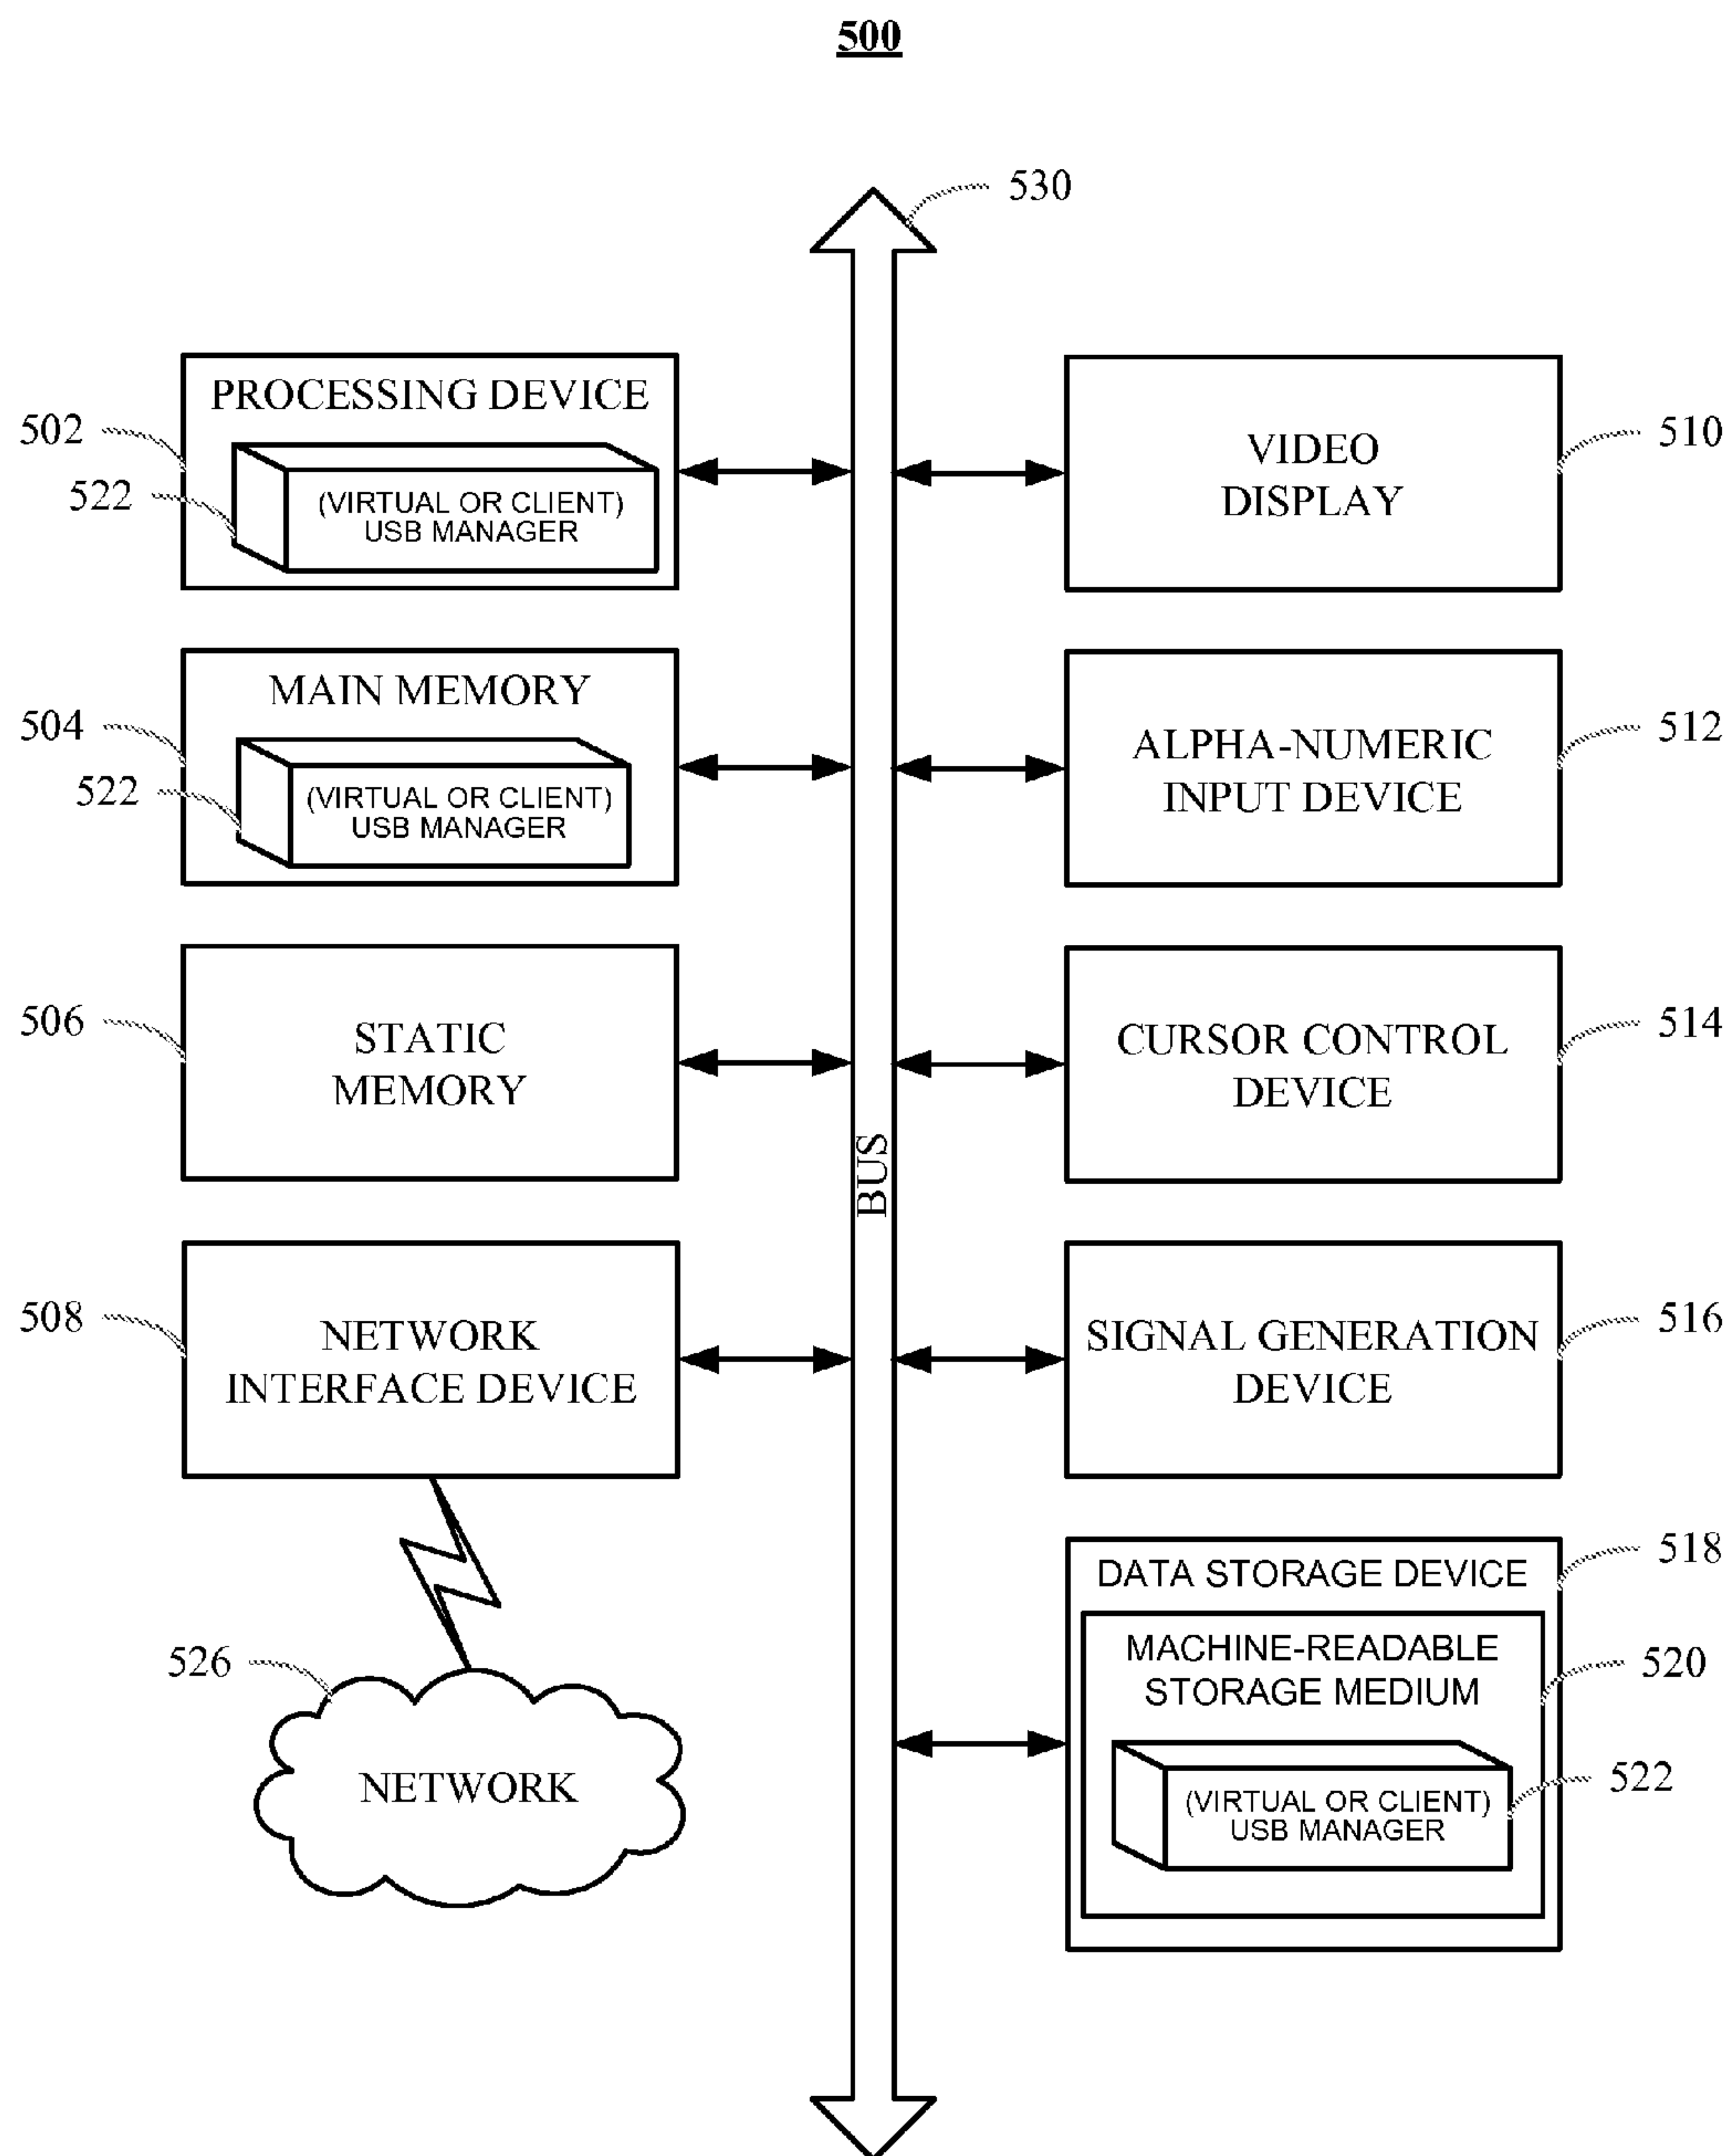 500
530
PROCESSING DEVICE
502
522
(VIRTUAL OR CLIENT)
USB MANAGER
VIDEO
DISPLAY
510
MAIN MEMORY
504
522
(VIRTUAL OR CLIENT)
USB MANAGER
ALPHA-NUMERIC
INPUT DEVICE
512
506
STATIC
MEMORY
CURSOR CONTROL
DEVICE
514
BUS
508
NETWORK
INTERFACE DEVICE
SIGNAL GENERATION
DEVICE
516
526
NETWORK
518
DATA STORAGE DEVICE
MACHINE-READABLE
STORAGE MEDIUM
520
522
(VIRTUAL OR CLIENT)
USB MANAGER